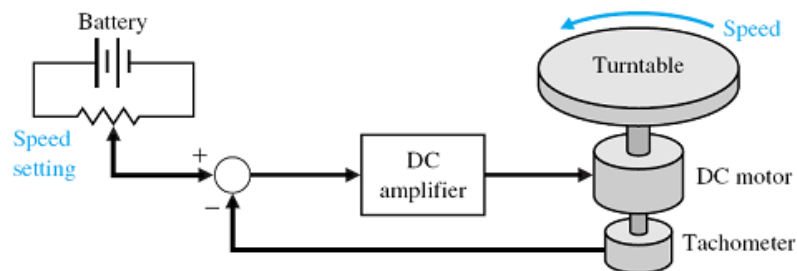 Battery
Speed
Turntable
Speed
setting
+
−
DC
amplifier
DC motor
Tachometer